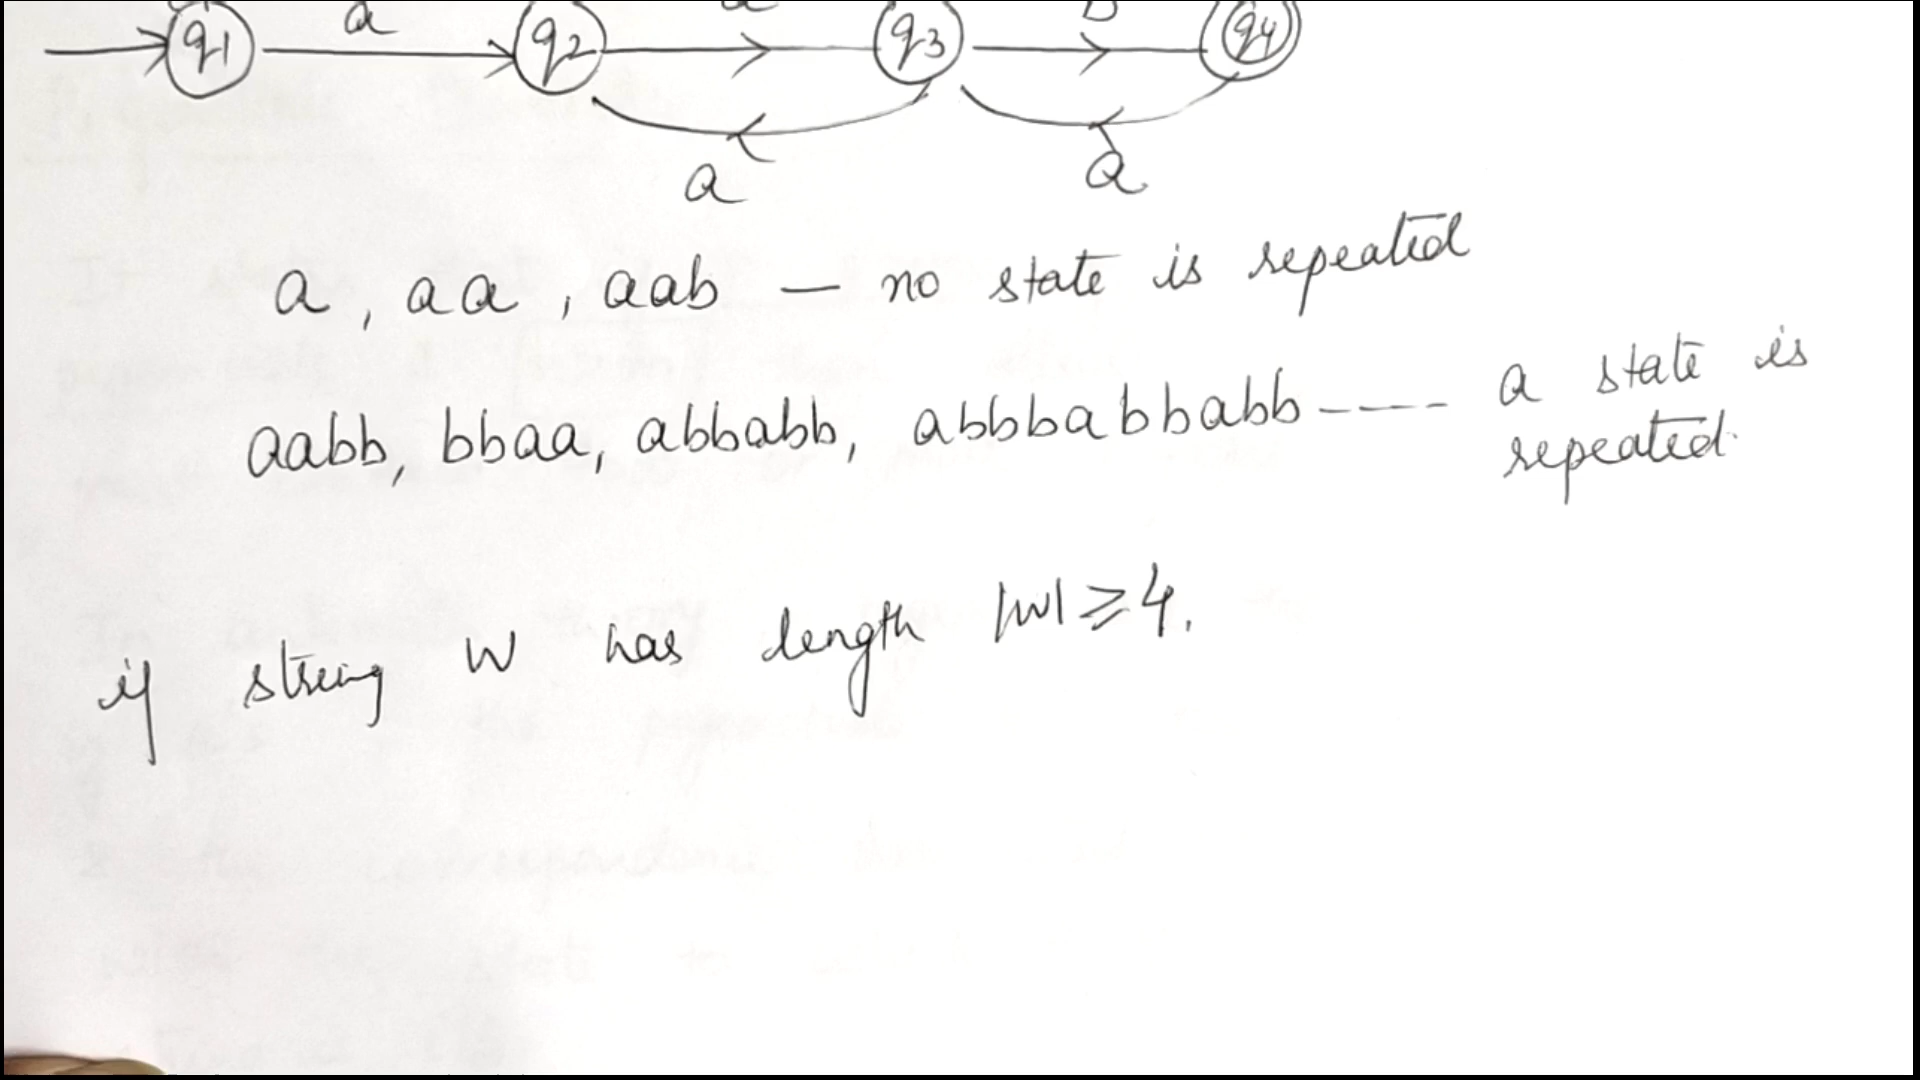 a
q1 q2 q3 q4
a a
a, aa, aab — no state is repeated
aabb, bbaa, abbabb, abbbabbabb ---- a state is
repeated.
if string w has length |w| ≥ 4.